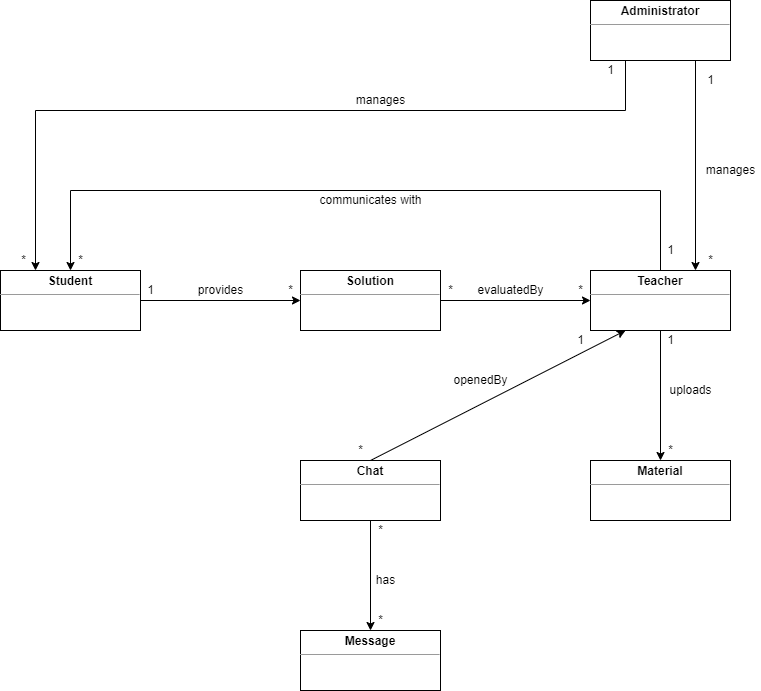 Administrator
1
1
manages
manages
communicates with
1
*
*
*
Student
Solution
Teacher
1
provides
*
*
evaluatedBy
*
1
1
openedBy
uploads
*
*
Chat
Material
*
has
*
Message